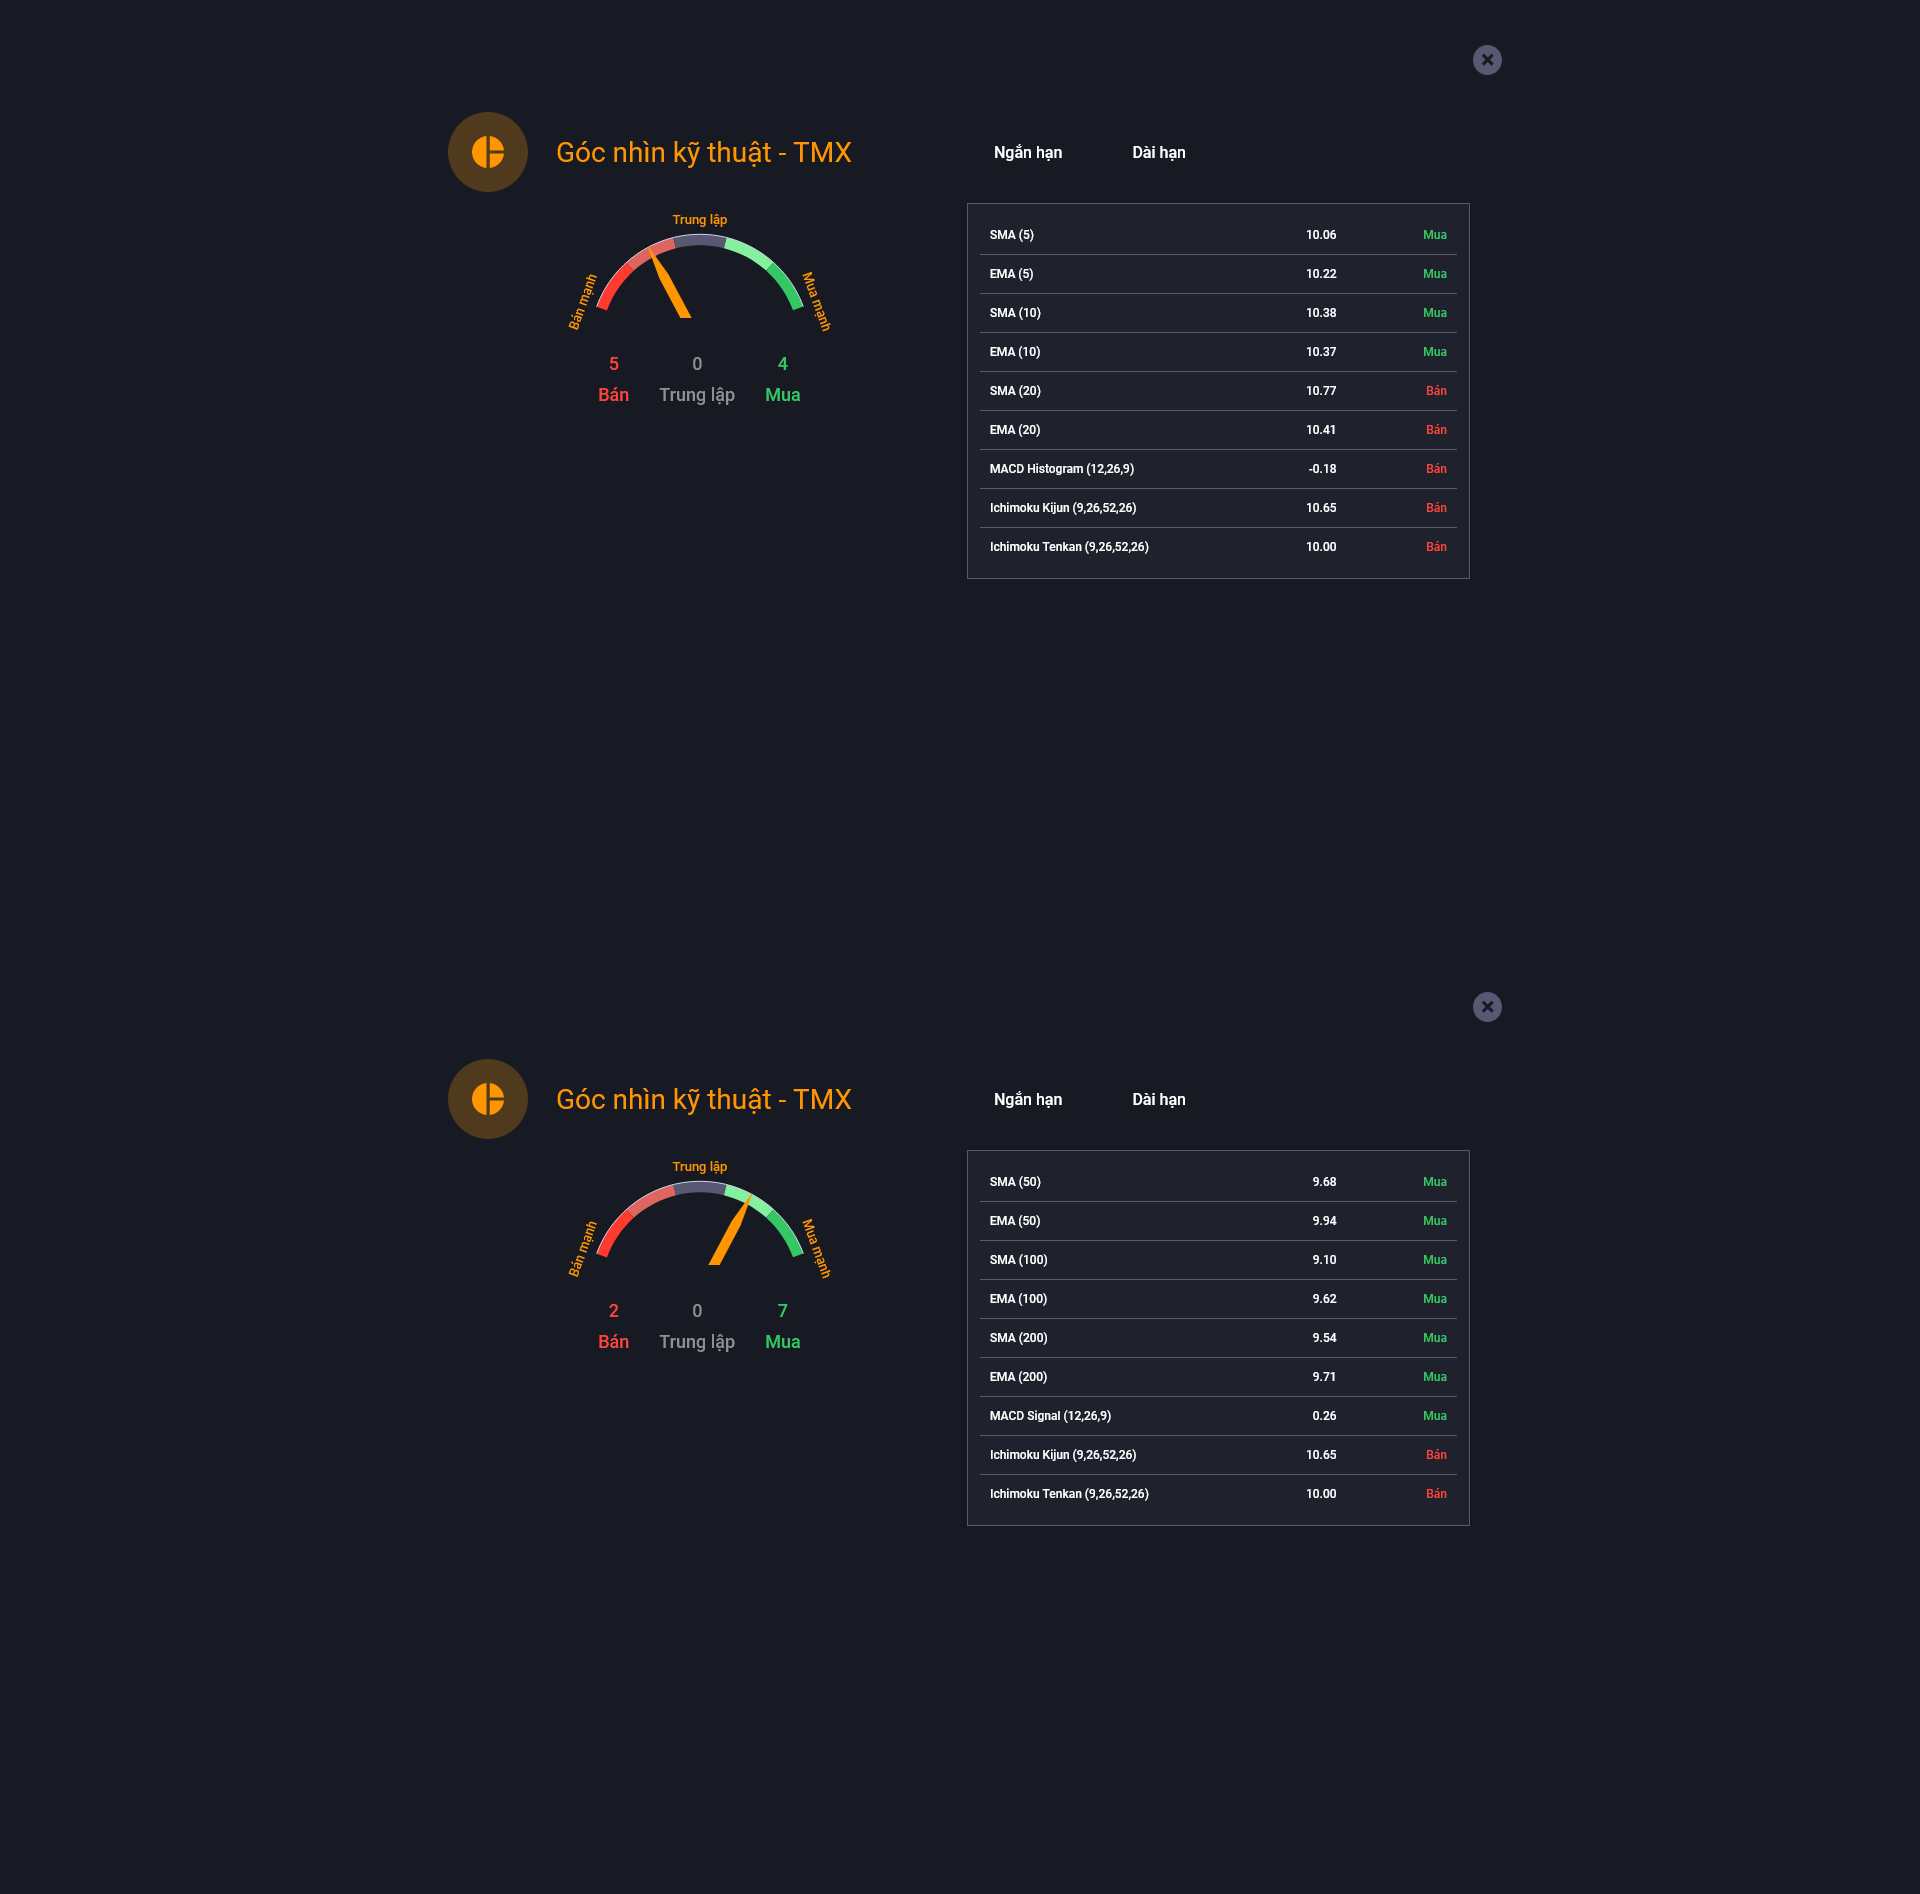 Góc nhìn kỹ thuật - TMX
Ngắn hạn Dài hạn
Trung lập
Bán mạnh
Mua mạnh
5 0 4
Bán Trung lập Mua
SMA (5) 10.06 Mua
EMA (5) 10.22 Mua
SMA (10) 10.38 Mua
EMA (10) 10.37 Mua
SMA (20) 10.77 Bán
EMA (20) 10.41 Bán
MACD Histogram (12,26,9) -0.18 Bán
Ichimoku Kijun (9,26,52,26) 10.65 Bán
Ichimoku Tenkan (9,26,52,26) 10.00 Bán
Góc nhìn kỹ thuật - TMX
Ngắn hạn Dài hạn
Trung lập
Bán mạnh
Mua mạnh
2 0 7
Bán Trung lập Mua
SMA (50) 9.68 Mua
EMA (50) 9.94 Mua
SMA (100) 9.10 Mua
EMA (100) 9.62 Mua
SMA (200) 9.54 Mua
EMA (200) 9.71 Mua
MACD Signal (12,26,9) 0.26 Mua
Ichimoku Kijun (9,26,52,26) 10.65 Bán
Ichimoku Tenkan (9,26,52,26) 10.00 Bán